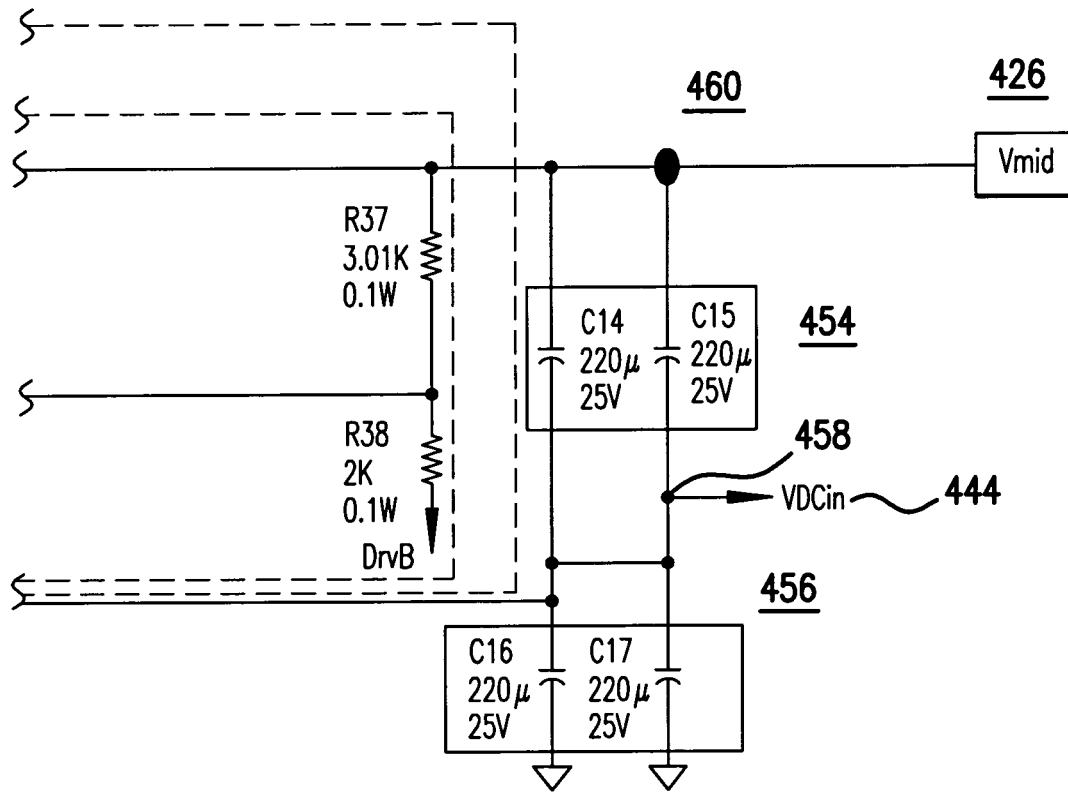 460
426
Vmid
R37
3.01K
0.1W
C14
220μ
25V
C15
220μ
25V
454
R38
2K
0.1W
DrvB
458
VDCin
444
456
C16
220μ
25V
C17
220μ
25V